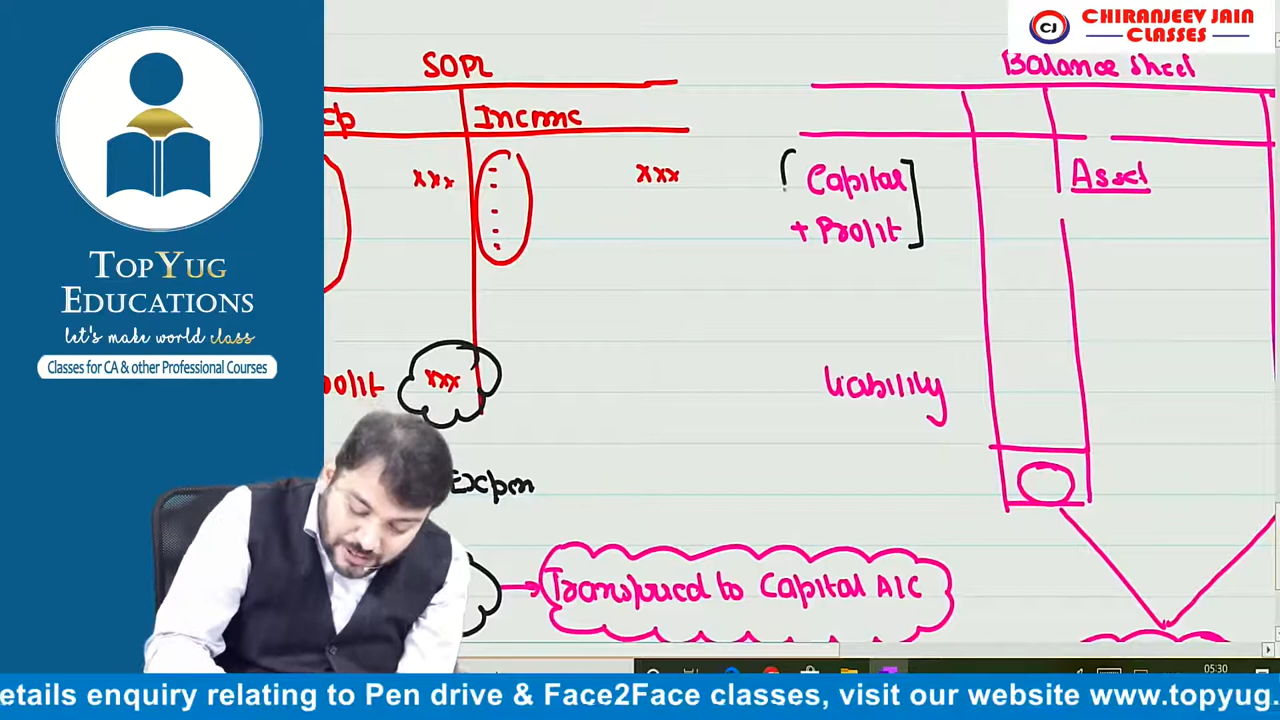 CHIRANJEEV JAIN
CLASSES
CJ
TOPYUG
EDUCATIONS
let's make world class
Classes for CA & other Professional Courses
SOPL
Income
xxx
xxx
xxx
Balance Sheet
Capital
+ Profit
Asset
liability
Transferred to Capital A/C
05:30
etails enquiry relating to Pen drive & Face2Face classes, visit our website www.topyug.